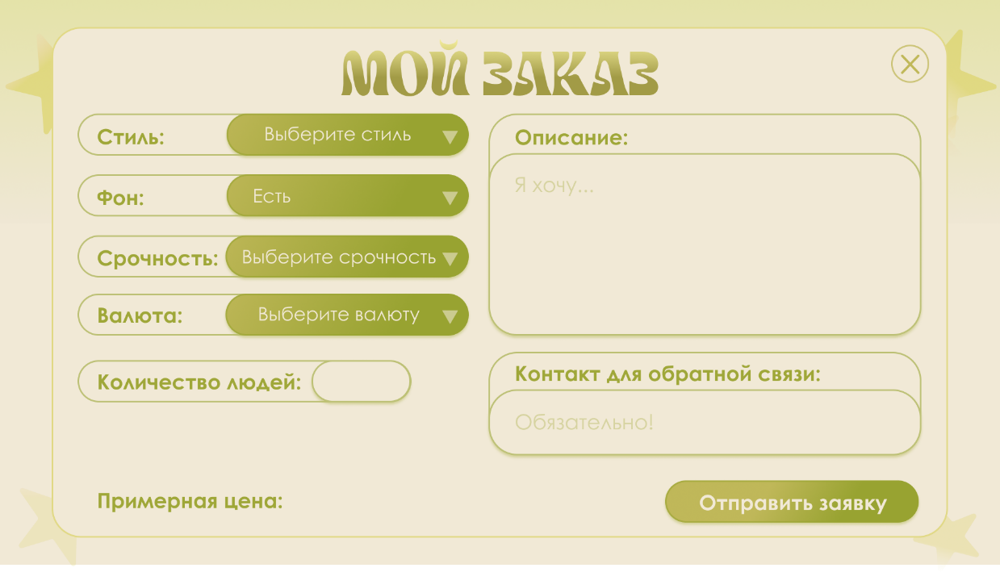 МОЙ ЗАКАЗ
Стиль: Выберите стиль
Фон: Есть
Срочность: Выберите срочность
Валюта: Выберите валюту
Количество людей:
Примерная цена:
Описание:
Я хочу...
Контакт для обратной связи:
Обязательно!
Отправить заявку